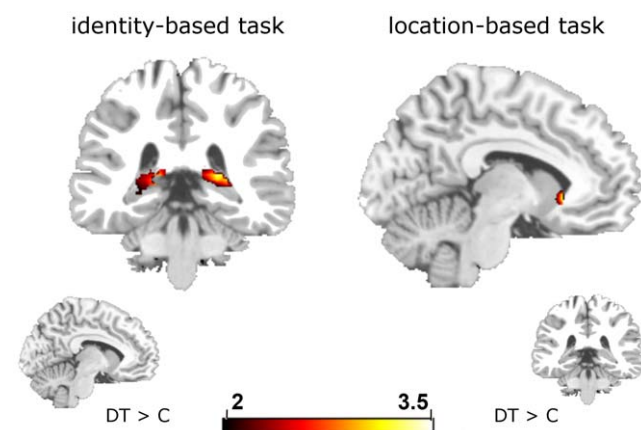 identity-based task
location-based task
DT > C
2
3.5
DT > C